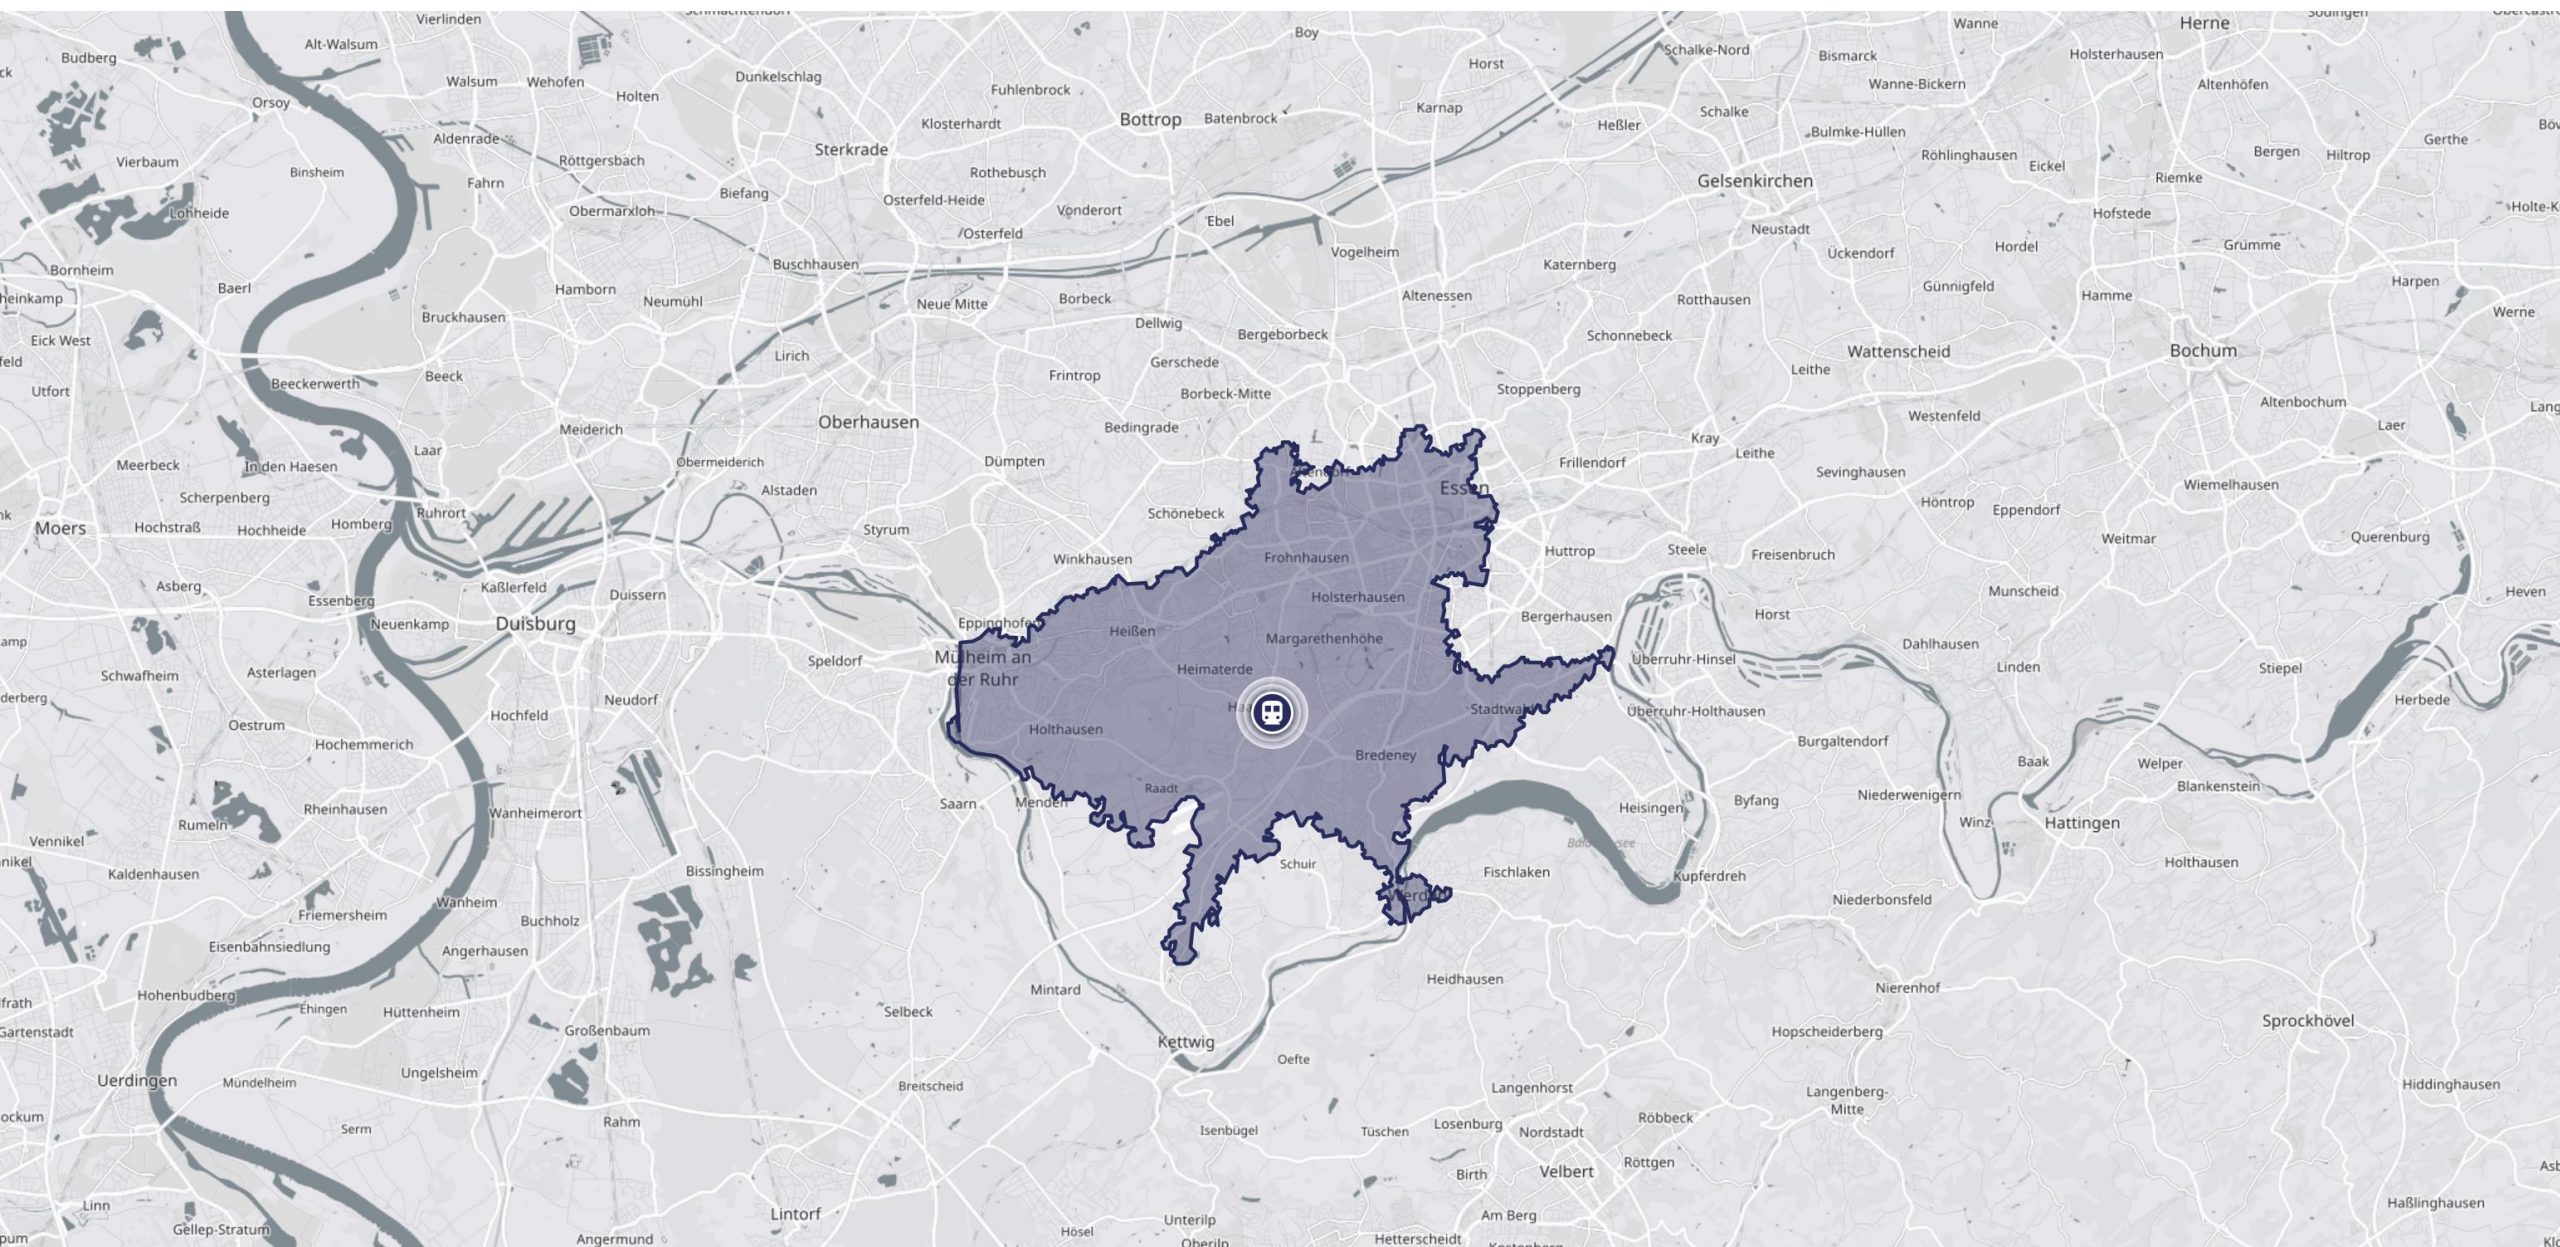 Vierlinden
Boy
Wanne
Herne
Alt-Walsum
Budberg
Schalke-Nord
Bismarck
Holsterhausen
Horst
Walsum
Wehofen
Dunkelschlag
Wanne-Bickern
Altenhöfen
Holten
Fuhlenbrock
Orsoy
Karnap
Schalke
Bottrop
Batenbrock
Klosterhardt
Heßler
Bulmke-Hüllen
Aldenrade
Gerthe
Sterkrade
Vierbaum
Röttgersbach
Röhlinghausen
Eickel
Bergen
Hiltrop
Binsheim
Rothebusch
Riemke
Fahrn
Biefang
Gelsenkirchen
Osterfeld-Heide
Lohheide
Obermarxloh
Vonderort
Ebel
Hofstede
Osterfeld
Neustadt
Hordel
Grumme
Vogelheim
Ückendorf
Buschhausen
Katernberg
Bornheim
Harpen
Baerl
Hamborn
Neumühl
Neue Mitte
Borbeck
Altenessen
Rotthausen
Günnigfeld
Hamme
Werne
Bruckhausen
Dellwig
Bergeborbeck
Schonnebeck
Eick West
Lirich
Gerschede
Wattenscheid
Bochum
Leithe
Utfort
Beeckerwerth
Beeck
Frintrop
Borbeck-Mitte
Stoppenberg
Altenbochum
Westenfeld
Oberhausen
Meiderich
Bedingrade
Laer
Kray
Laar
Leithe
Meerbeck
In den Haesen
Obermeiderich
Dümpten
Frillendorf
Sevinghausen
Alstaden
Essen
Wiemelshausen
Scherpenberg
Höntrop
Eppendorf
Moers
Hochstraß
Hochheide
Homberg
Ruhrort
Schönebeck
Styrum
Weitmar
Querenburg
Winkhausen
Frohnhausen
Huttrop
Steele
Freisenbruch
Asberg
Kaßlerfeld
Essenberg
Duissern
Holsterhausen
Munscheid
Heven
Neuenkamp
Duisburg
Eppinghofen
Heißen
Margarethenhöhe
Bergerhausen
Horst
Dahlhausen
Schwafheim
Asterlagen
Speldorf
Mülheim an
der Ruhr
Heimaterde
Überruhr-Hinsel
Linden
Stiepel
Neudorf
Herbede
Oestrum
Hochfeld
Holthausen
Überruhr-Holthausen
Hochemmerich
Bredeney
Burgaltendorf
Baak
Welper
Raadt
Blankenstein
Saarn
Menden
Rheinhausen
Wanheimerort
Heisingen
Byfang
Niederwenigern
Rumeln
Vennikel
Winz
Hattingen
Kaldenhausen
Bissingheim
Schuir
Fischlaken
Kupferdreh
Holthausen
Wanheim
Niederbonsfeld
Friemersheim
Buchholz
Eisenbahnsiedlung
Angerhausen
Mintard
Heidhausen
Nierenhof
Hohenbudberg
Ehingen
Hüttenheim
Selbeck
Gartenstadt
Großenbaum
Kettwig
Hopscheiderberg
Sprockhövel
Oefte
Uerdingen
Mündelheim
Ungelsheim
Breitscheid
Langenhorst
Langenberg-
Mitte
Hiddinghausen
Rahm
Serm
Isenbügel
Tüschen
Losenburg
Nordstadt
Röbbeck
Birth
Velbert
Röttgen
Linn
Gellep-Stratum
Lintorf
Hösel
Unterilp
Am Berg
Haßlinghausen
Angermund
Oberilp
Hetterscheidt